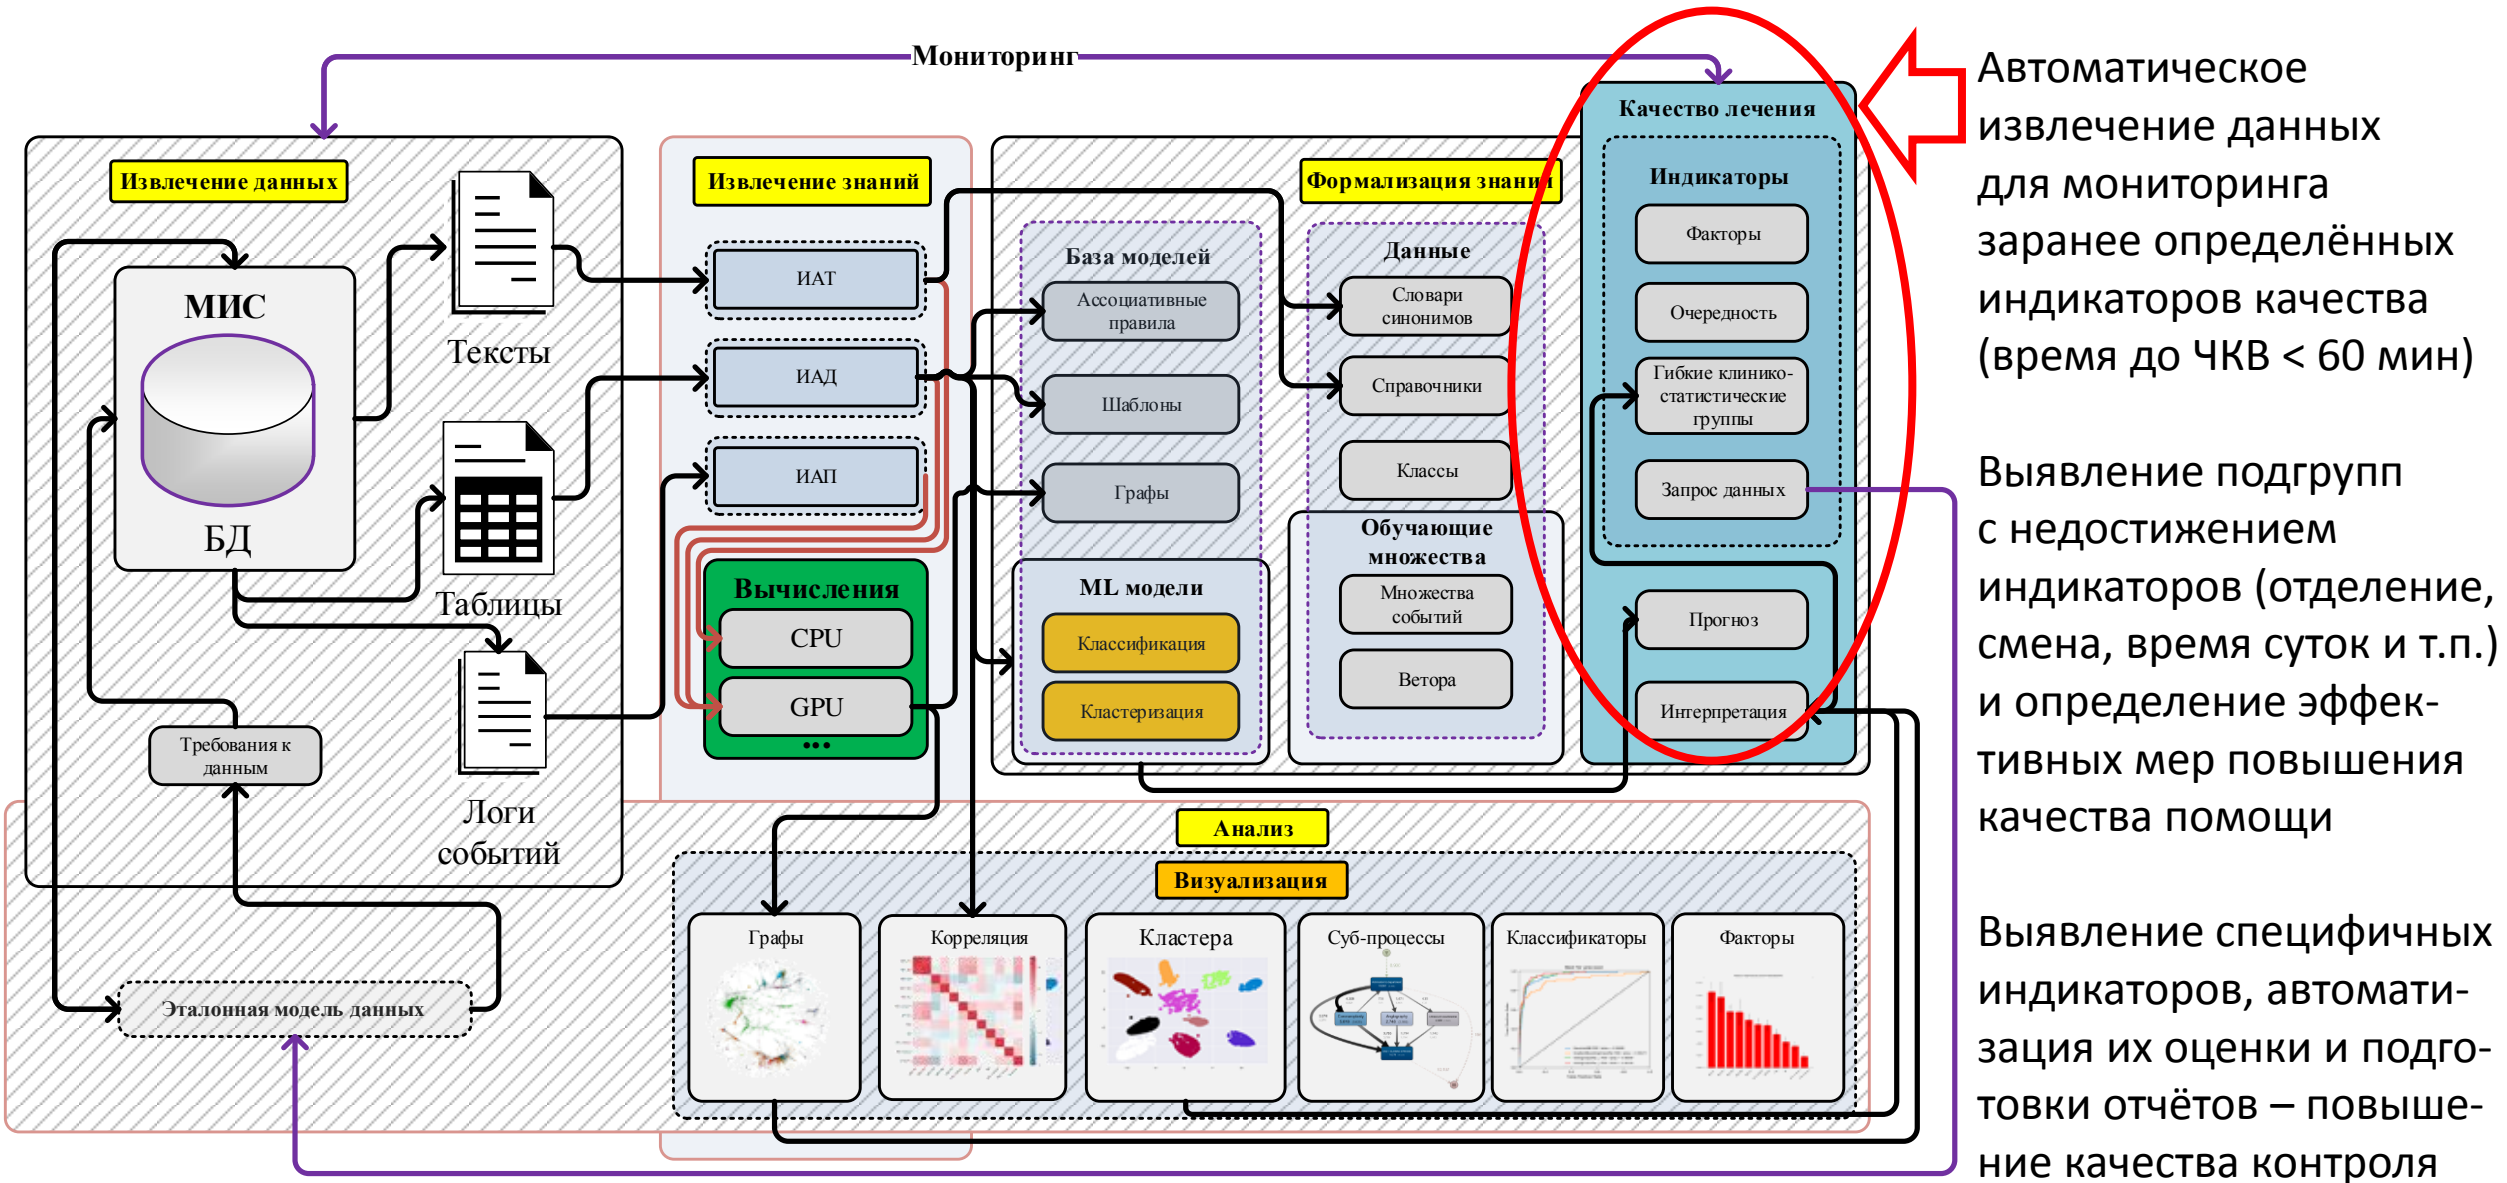 Мониторинг
Извлечение данных
МИС
БД
Тексты
Таблицы
Логи
событий
Требования к
данным
Эталонная модель данных
Извлечение знаний
ИАТ
ИАД
ИАП
Вычисления
CPU
GPU
...
Формализация знаний
База моделей
Ассоциативные
правила
Шаблоны
Графы
ML модели
Классификация
Кластеризация
Данные
Словари
синонимов
Справочники
Классы
Обучающие
множества
Множества
событий
Ветора
Качество лечения
Индикаторы
Факторы
Очередность
Гибкие клинико-
статистические
группы
Запрос данных
Прогноз
Интерпретация
Анализ
Визуализация
Графы
Корреляция
Кластера
Суб-процессы
Классификаторы
Факторы
Автоматическое
извлечение данных
для мониторинга
заранее определённых
индикаторов качества
(время до ЧКВ < 60 мин)
Выявление подгрупп
с недостижением
индикаторов (отделение,
смена, время суток и т.п.)
и определение эффек-
тивных мер повышения
качества помощи
Выявление специфичных
индикаторов, автомати-
зация их оценки и подго-
товки отчётов – повыше-
ние качества контроля